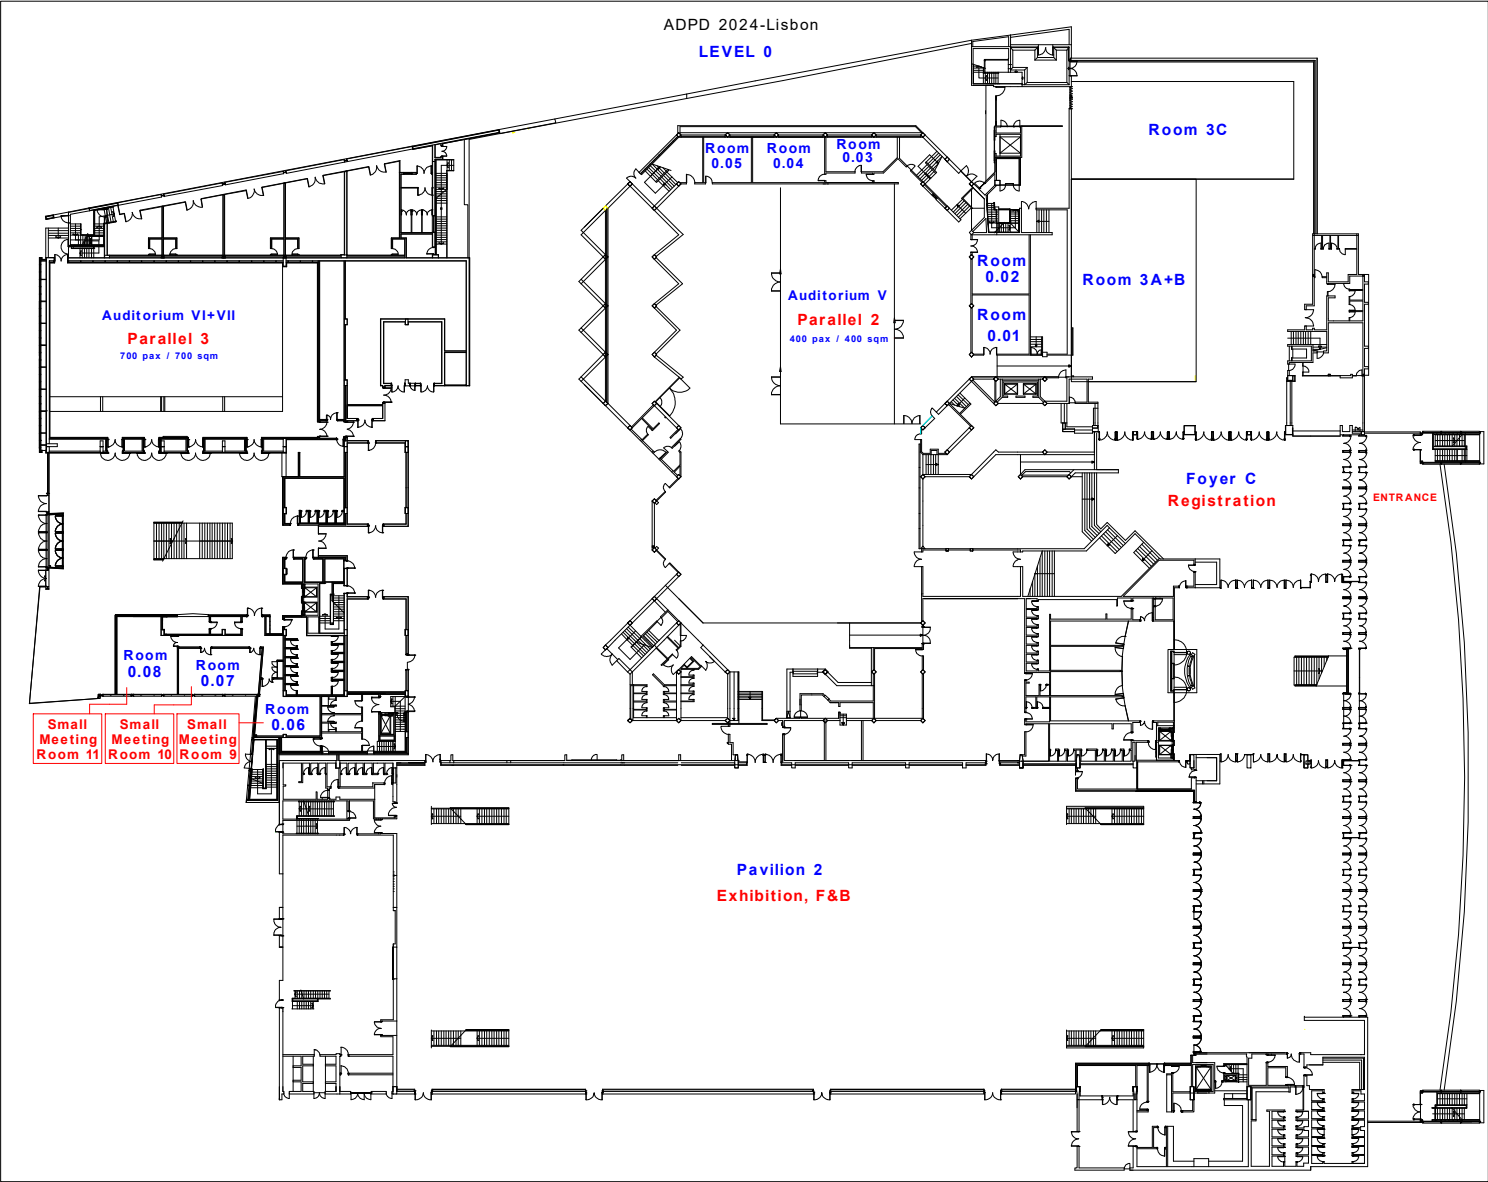 ADPD 2024-Lisbon
LEVEL 0
Room 3C
Room
0.05
Room
0.04
Room
0.03
Room
0.02
Room 3A+B
Room
0.01
Auditorium V
Parallel 2
400 pax / 400 sqm
Auditorium VI+VII
Parallel 3
700 pax / 700 sqm
Foyer C
Registration
ENTRANCE
Room
0.08
Room
0.07
Room
0.06
Small
Meeting
Room 11
Small
Meeting
Room 10
Small
Meeting
Room 9
Pavilion 2
Exhibition, F&B